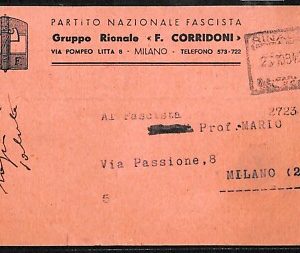 PARTITO NAZIONALE FASCISTA
Gruppo Rionale «F. CORRIDONI»
VIA POMPEO LITTA 8 - MILANO - TELEFONO 573-722
2723
Al Fascista
Prof. MARIO
Via Passione, 8
MILANO (2
5